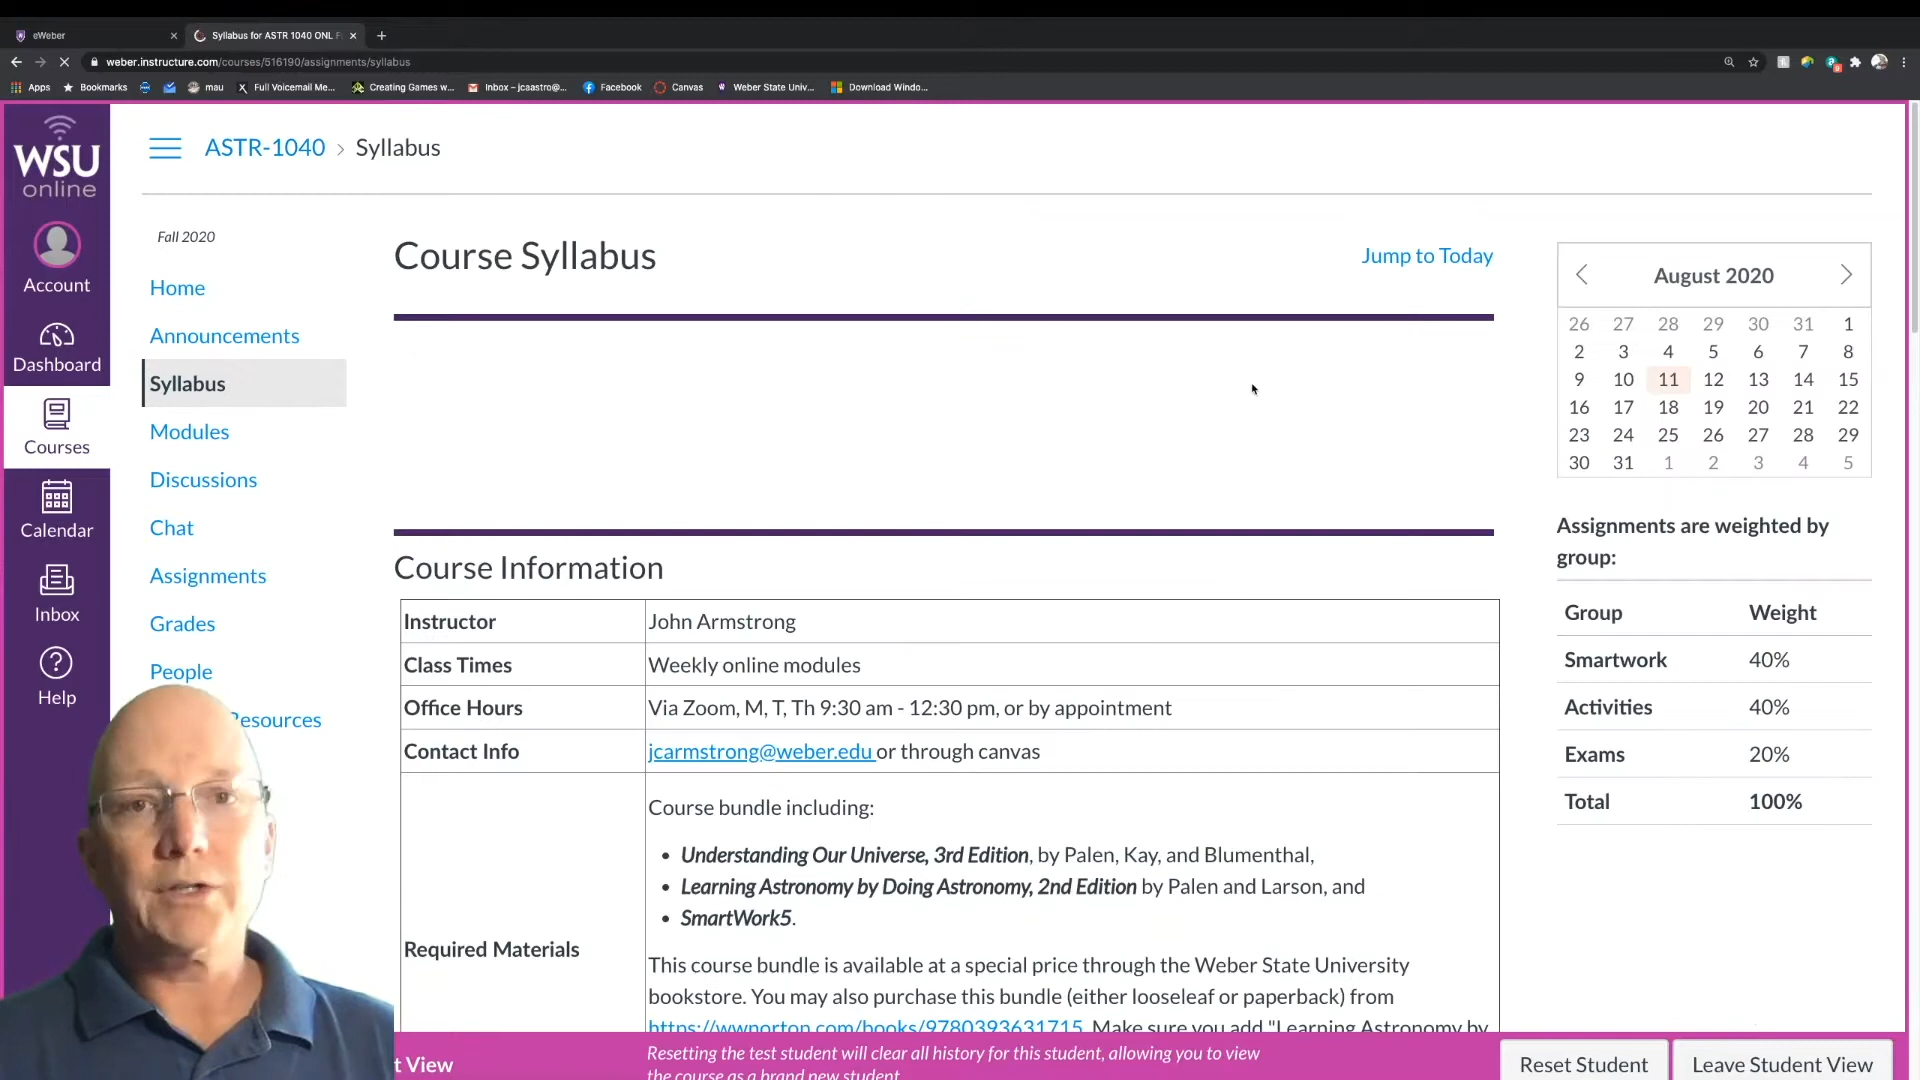 eWeber
Syllabus for ASTR 1040 ONL F
weber.instructure.com/courses/516190/assignments/syllabus
Apps
Bookmarks
mau
Full Voicemail Me...
Creating Games w...
Inbox – jcaastro@...
Facebook
Canvas
Weber State Univ...
Download Windo...
WSU
online
Account
Dashboard
Courses
Calendar
Inbox
Help
ASTR-1040 › Syllabus
Fall 2020
Home
Announcements
Syllabus
Modules
Discussions
Chat
Assignments
Grades
People
Resources
Course Syllabus
Jump to Today
Course Information
Instructor John Armstrong
Class Times Weekly online modules
Office Hours Via Zoom, M, T, Th 9:30 am - 12:30 pm, or by appointment
Contact Info jcarmstrong@weber.edu or through canvas
Required Materials
Course bundle including:
• Understanding Our Universe, 3rd Edition, by Palen, Kay, and Blumenthal,
• Learning Astronomy by Doing Astronomy, 2nd Edition by Palen and Larson, and
• SmartWork5.
This course bundle is available at a special price through the Weber State University
bookstore. You may also purchase this bundle (either looseleaf or paperback) from
https://wwnorton.com/books/9780393631715. Make sure you add "Learning Astronomy by
August 2020
26 27 28 29 30 31 1
2 3 4 5 6 7 8
9 10 11 12 13 14 15
16 17 18 19 20 21 22
23 24 25 26 27 28 29
30 31 1 2 3 4 5
Assignments are weighted by
group:
Group Weight
Smartwork 40%
Activities 40%
Exams 20%
Total 100%
t View
Resetting the test student will clear all history for this student, allowing you to view
the course as a brand new student
Reset Student
Leave Student View